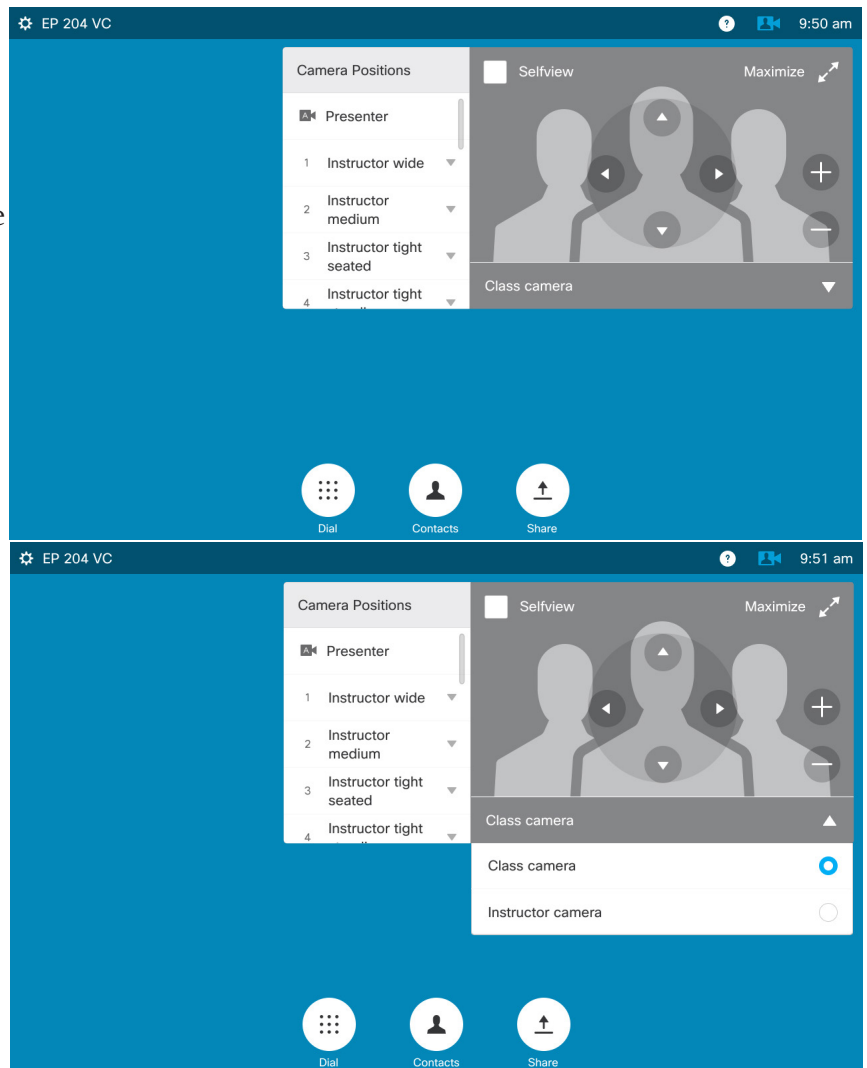 EP 204 VC
9:50 am
Camera Positions
Selfview
Maximize
Presenter
1 Instructor wide
e
2 Instructor
medium
3 Instructor tight
seated
4 Instructor tight
Class camera
Dial
Contacts
Share
EP 204 VC
9:51 am
Camera Positions
Selfview
Maximize
Presenter
1 Instructor wide
2 Instructor
medium
3 Instructor tight
seated
4 Instructor tight
Class camera
Class camera
Instructor camera
Dial
Contacts
Share